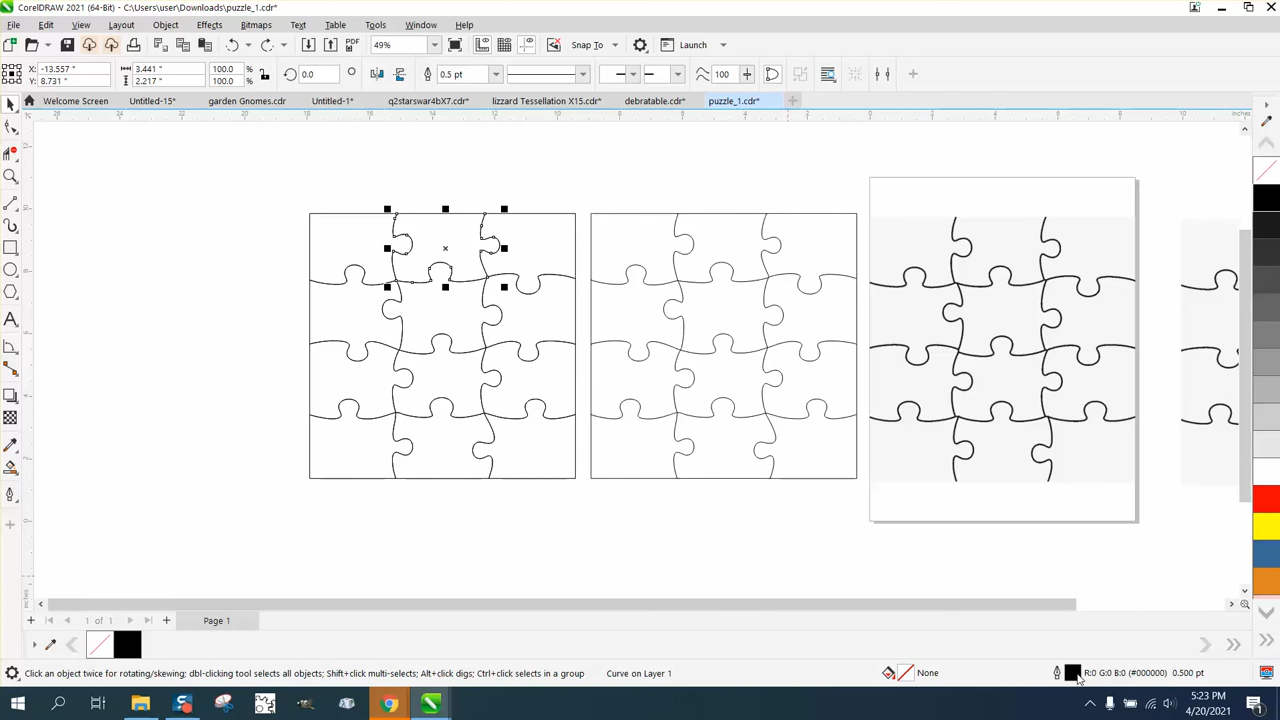 CorelDRAW 2021 (64-Bit) - C:\Users\user\Downloads\puzzle_1.cdr*
File Edit View Layout Object Effects Bitmaps Text Table Tools Window Help
PDF 49% Snap To Launch
X: -13.557 " 3.441 " 100.0 %
Y: 8.731 " 2.217 " 100.0 % 0.0 0.5 pt 100
Welcome Screen Untitled-15* garden Gnomes.cdr Untitled-1* q2starswar4bX7.cdr* lizzard Tessellation X15.cdr* debratable.cdr* puzzle_1.cdr*
inches
1 of 1 Page 1
Click an object twice for rotating/skewing; dbl-clicking tool selects all objects; Shift+click multi-selects; Alt+click digs; Ctrl+click selects in a group Curve on Layer 1 None R:0 G:0 B:0 (#000000) 0.500 pt
5:23 PM
4/20/2021